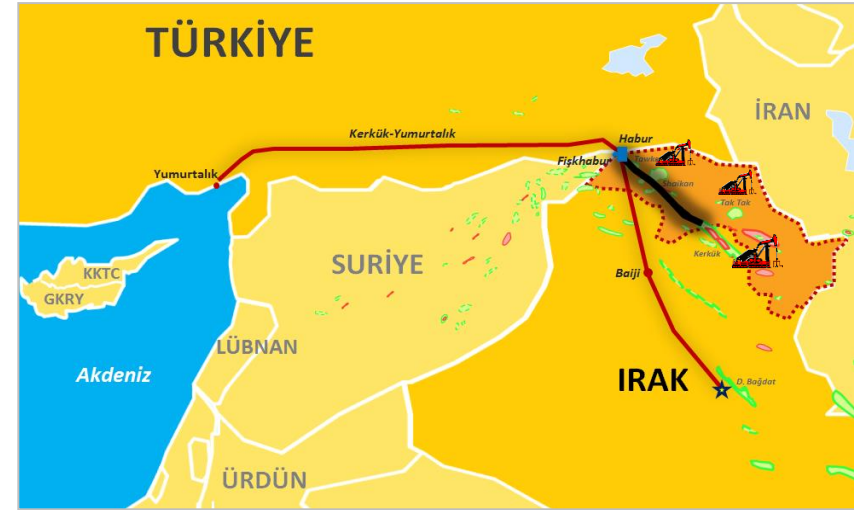 TÜRKİYE
İRAN
Kerkük-Yumurtalık
Habur
Fişkhabur
Shaikan
Yumurtalık
Tak Tak
Kerkük
SURİYE
KKTC
GKRY
Baiji
LÜBNAN
Akdeniz
IRAK
D. Bağdat
ÜRDÜN